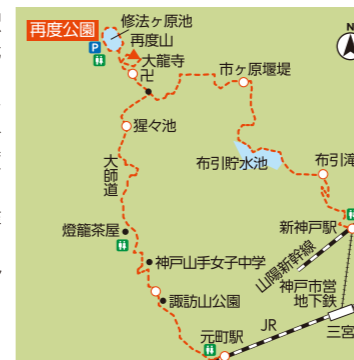 再度公園
修法ヶ原池
再度山
P
大龍寺
卍
市ヶ原堰堤
N
猩々池
大師道
布引貯水池
布引滝
燈籠茶屋
新神戸駅
山陽新幹線
神戸山手女子中学
神戸市営
地下鉄
諏訪山公園
元町駅
JR
三宮